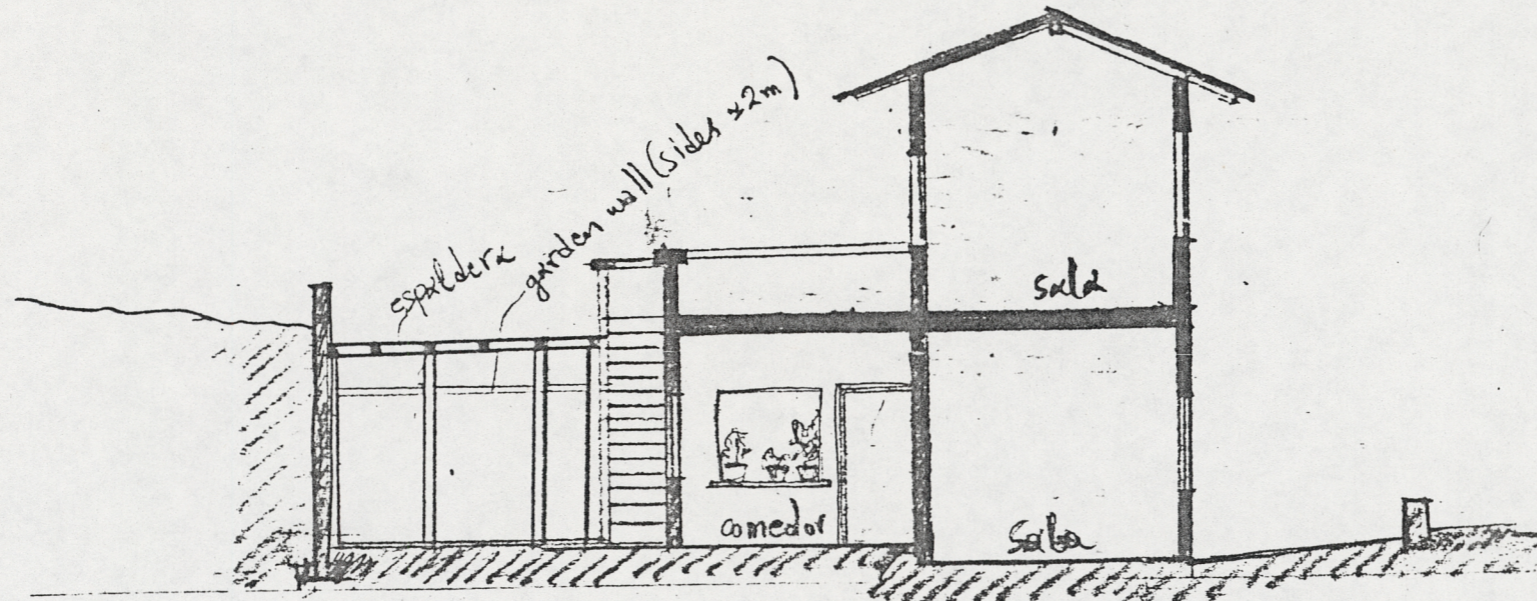 espaldera
garden wall (sides ±2m)
sala
comedor
Sala